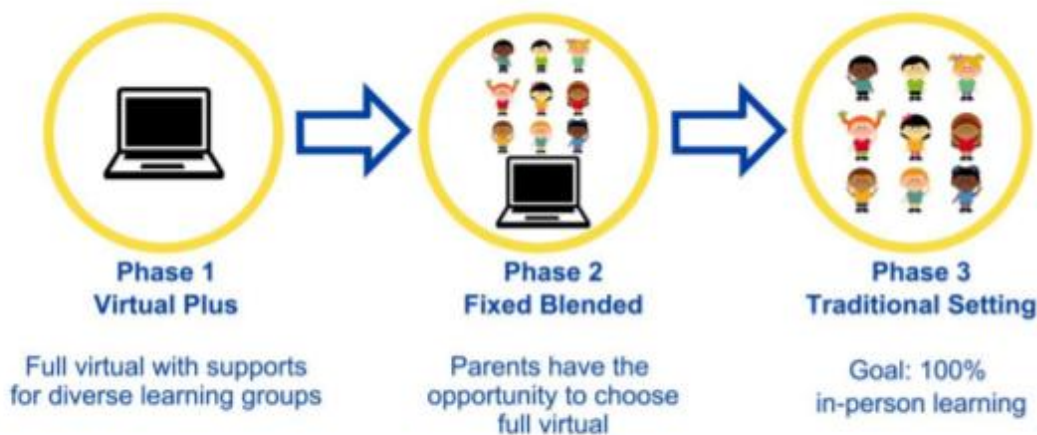 Phase 1
Virtual Plus
Full virtual with supports
for diverse learning groups
Phase 2
Fixed Blended
Parents have the
opportunity to choose
full virtual
Phase 3
Traditional Setting
Goal: 100%
in-person learning